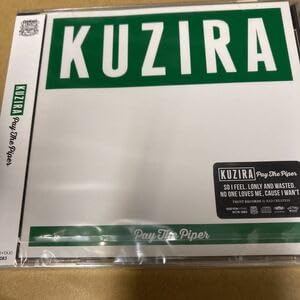 KUZIRA
KUZIRA Pay The Piper
KUZIRA Pay The Piper
SO I FEEL. LONLY AND WASTED.
NO ONE LOVES ME. CAUSE I WAN'T
Pay The Piper